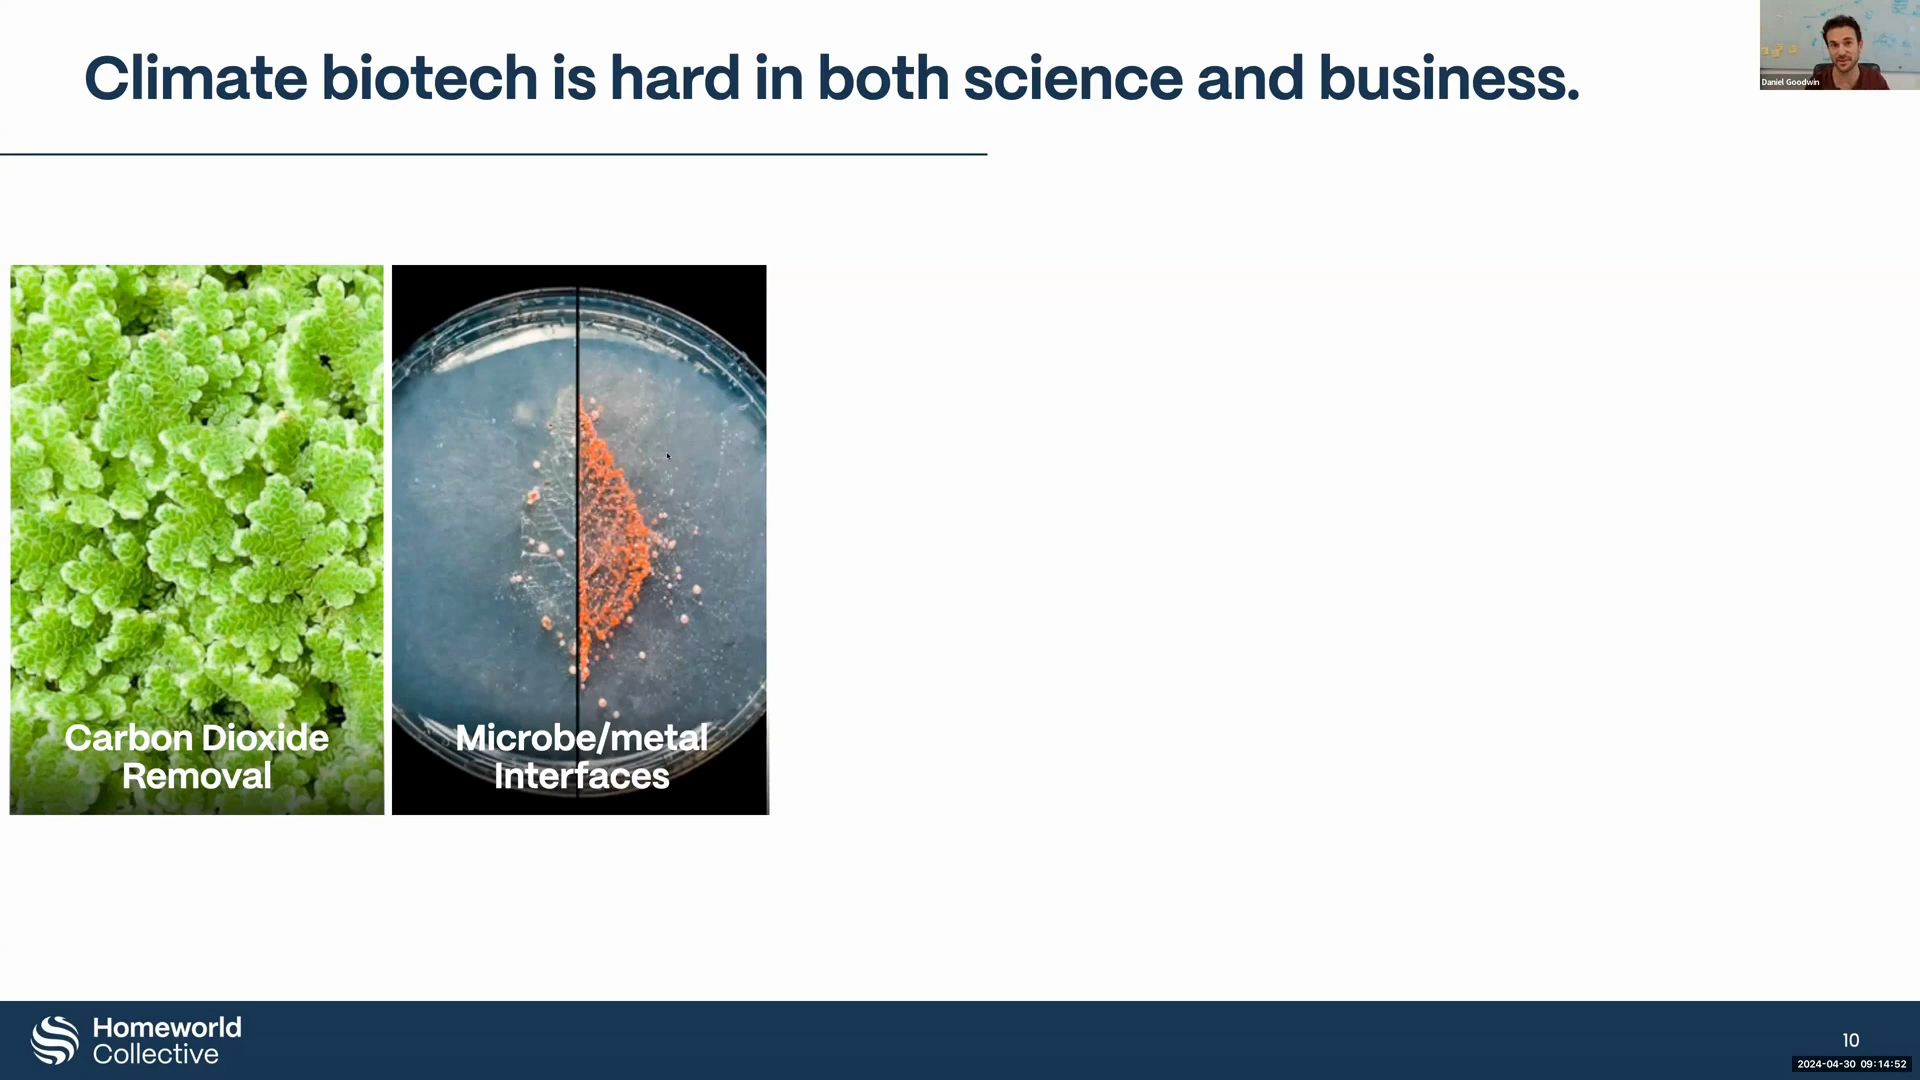 Climate biotech is hard in both science and business.
Daniel Goodwin
Carbon Dioxide
Removal
Microbe/metal
Interfaces
Homeworld
Collective
10
2024-04-30 09:14:52